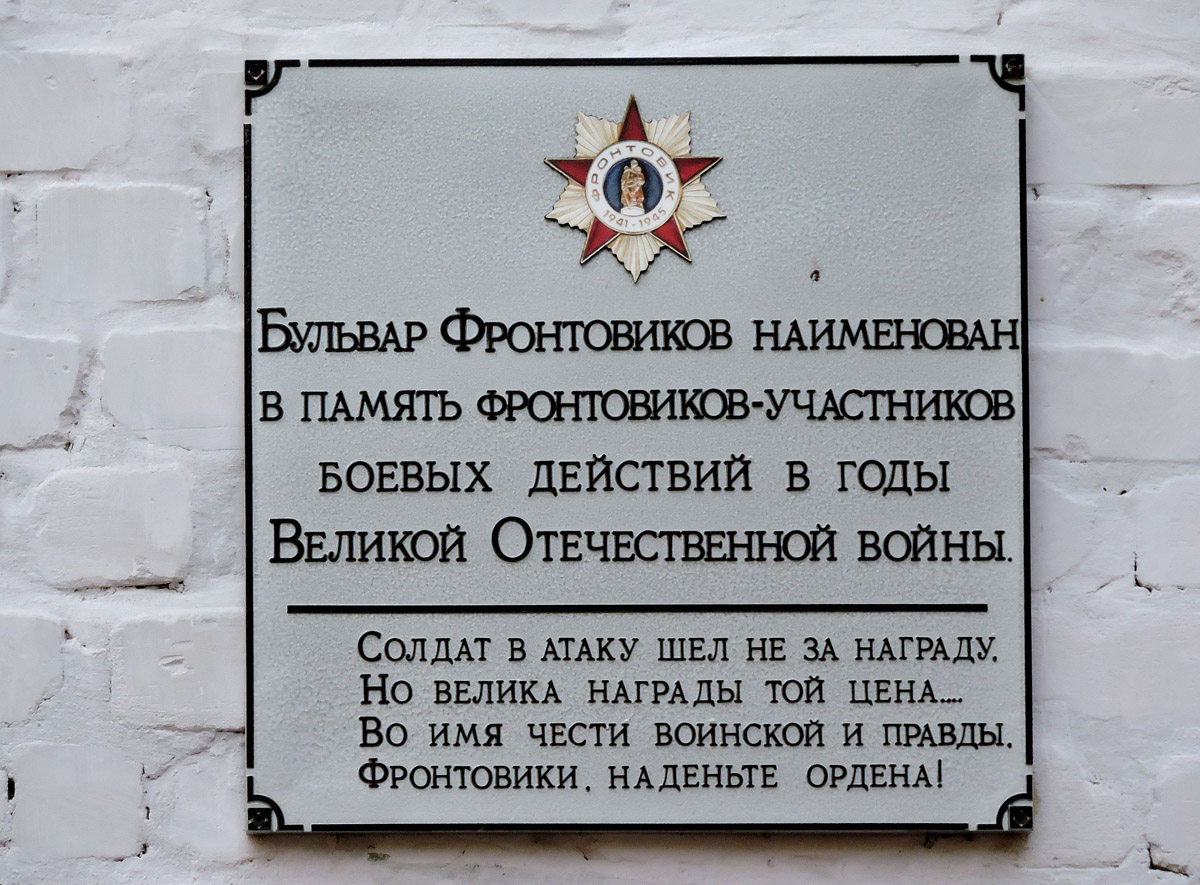 ФРОНТОВИК
1941-1945
Бульвар Фронтовиков наименован
в память фронтовиков-участников
боевых действий в годы
Великой Отечественной войны.
Солдат в атаку шел не за награду,
Но велика награды той цена....
Во имя чести воинской и правды,
Фронтовики, наденьте ордена!